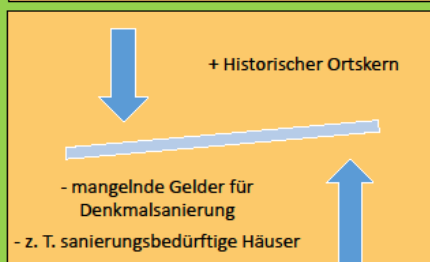 + Historischer Ortskern
- mangelnde Gelder für
Denkmalsanierung
- z. T. sanierungsbedürftige Häuser